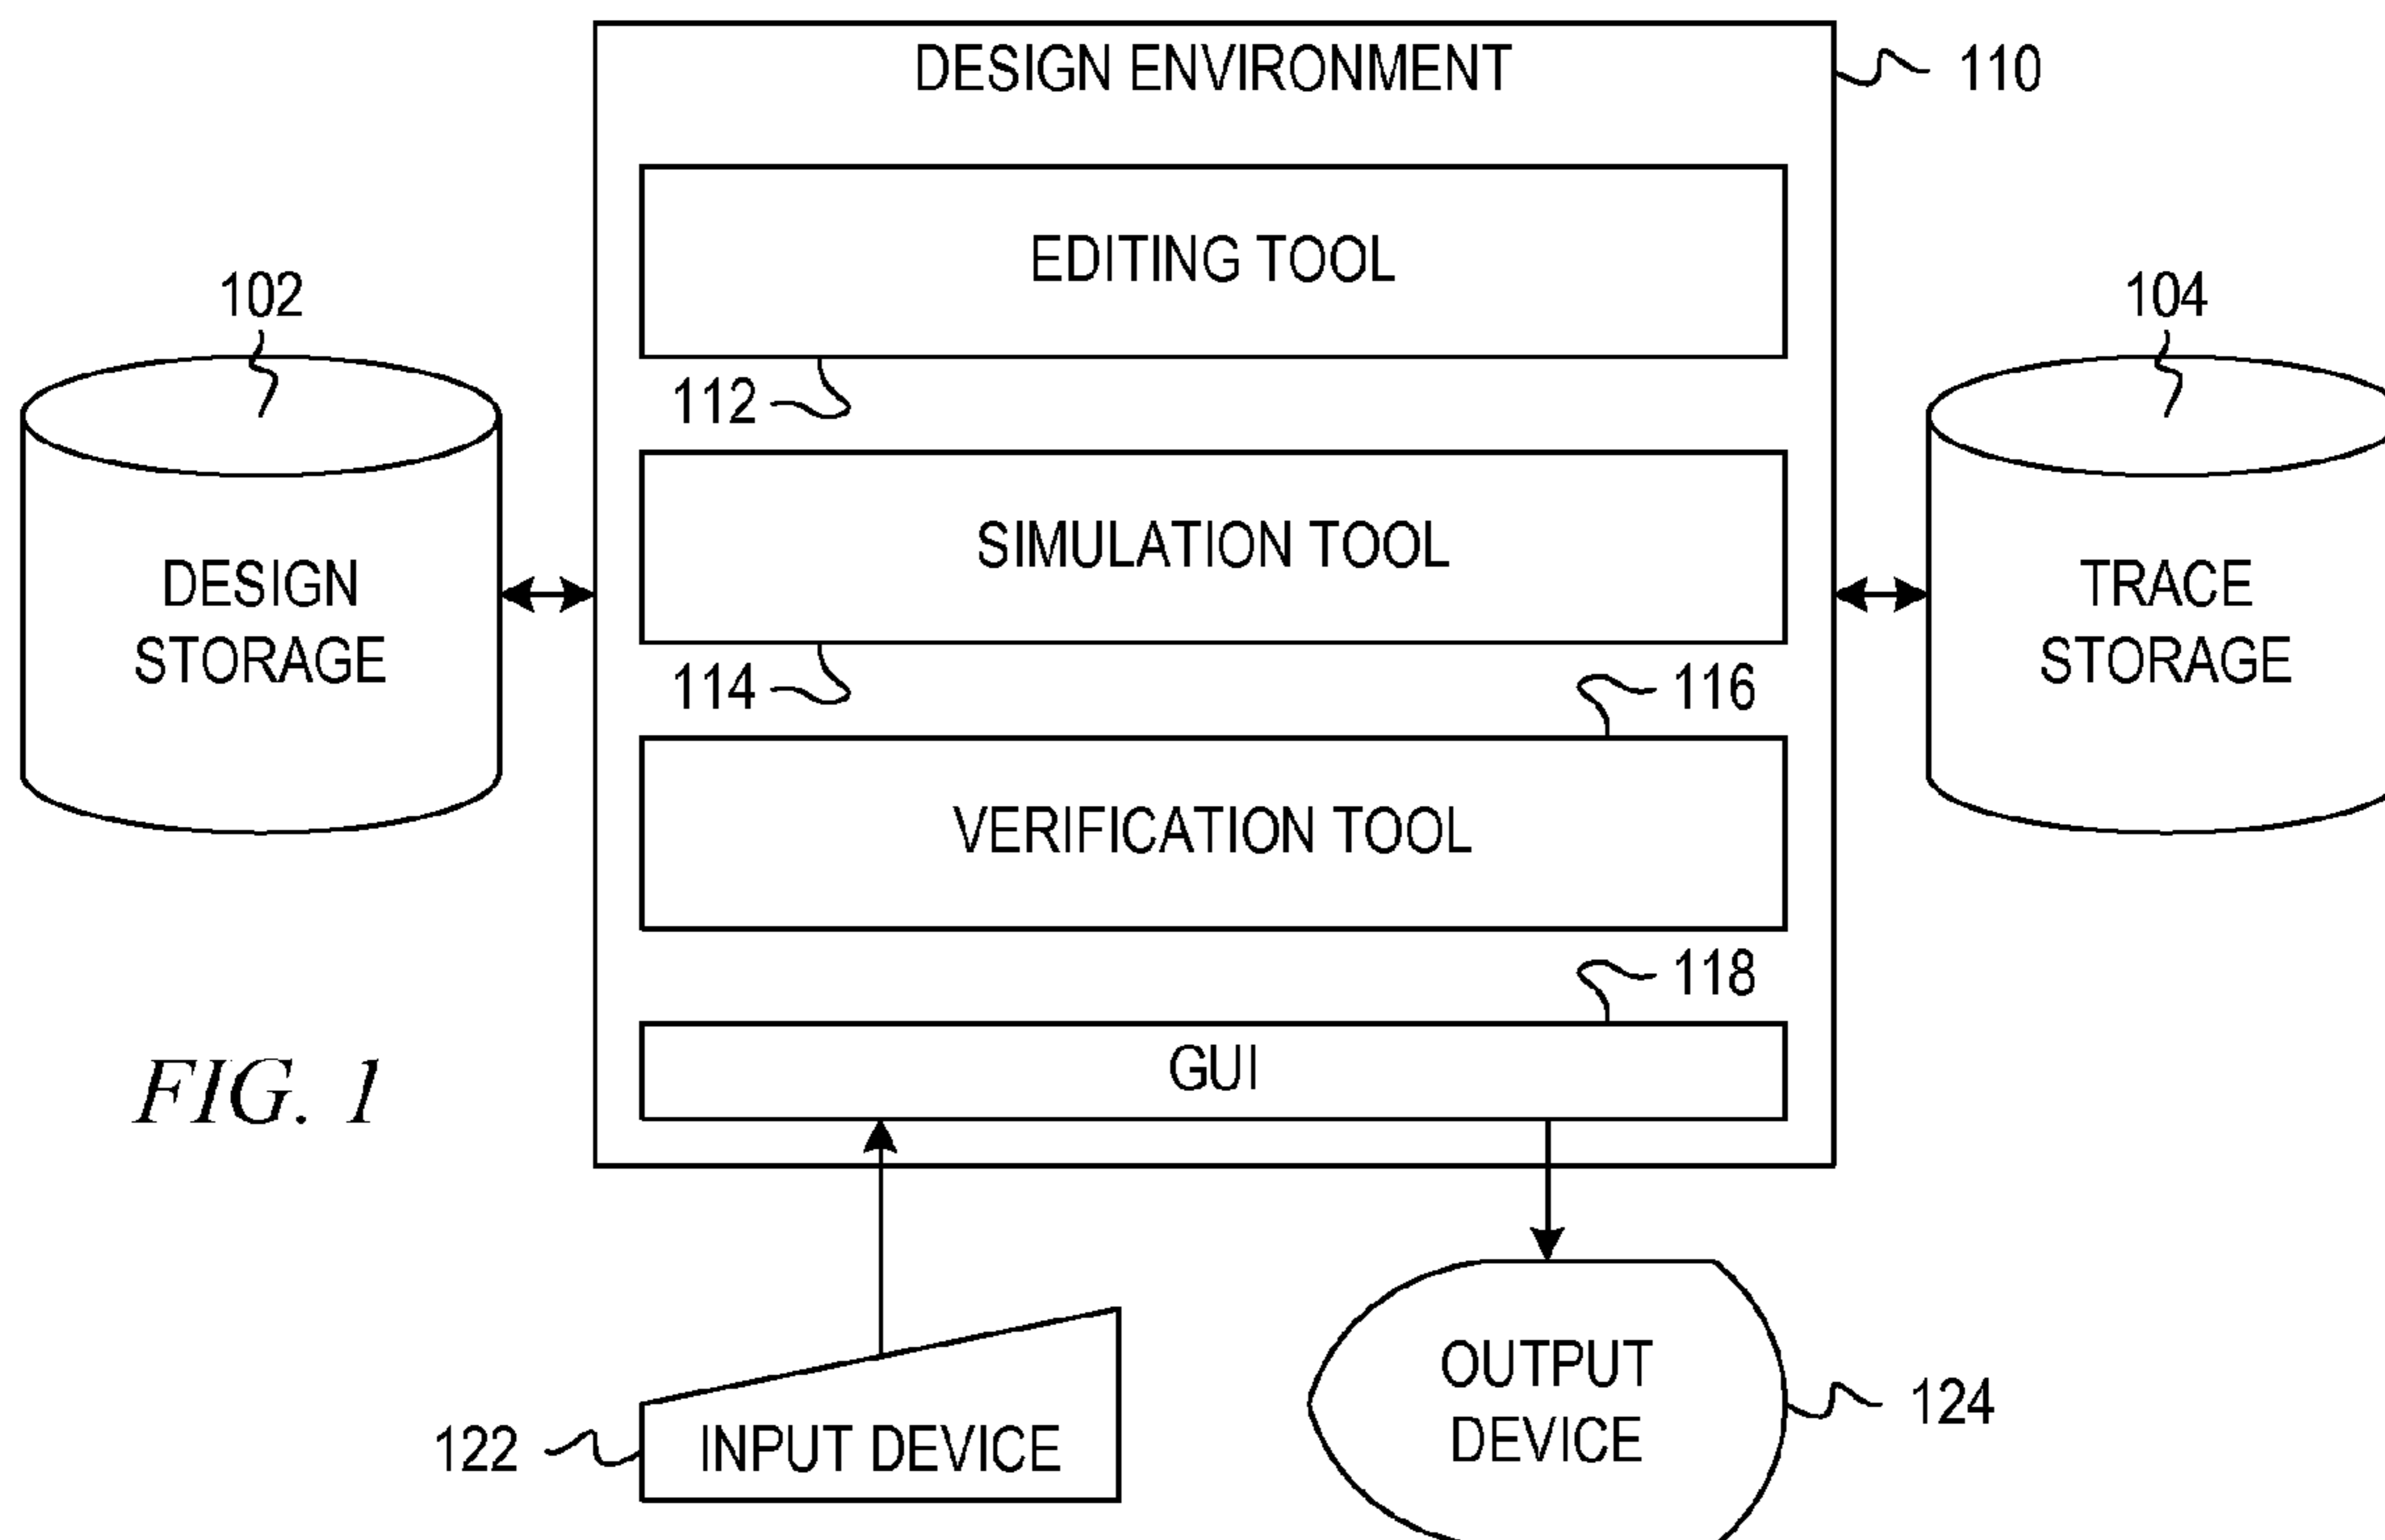 DESIGN ENVIRONMENT
110
EDITING TOOL
102
104
112
SIMULATION TOOL
DESIGN
STORAGE
TRACE
STORAGE
114
116
VERIFICATION TOOL
118
GUI
FIG. 1
OUTPUT
DEVICE
124
122
INPUT DEVICE